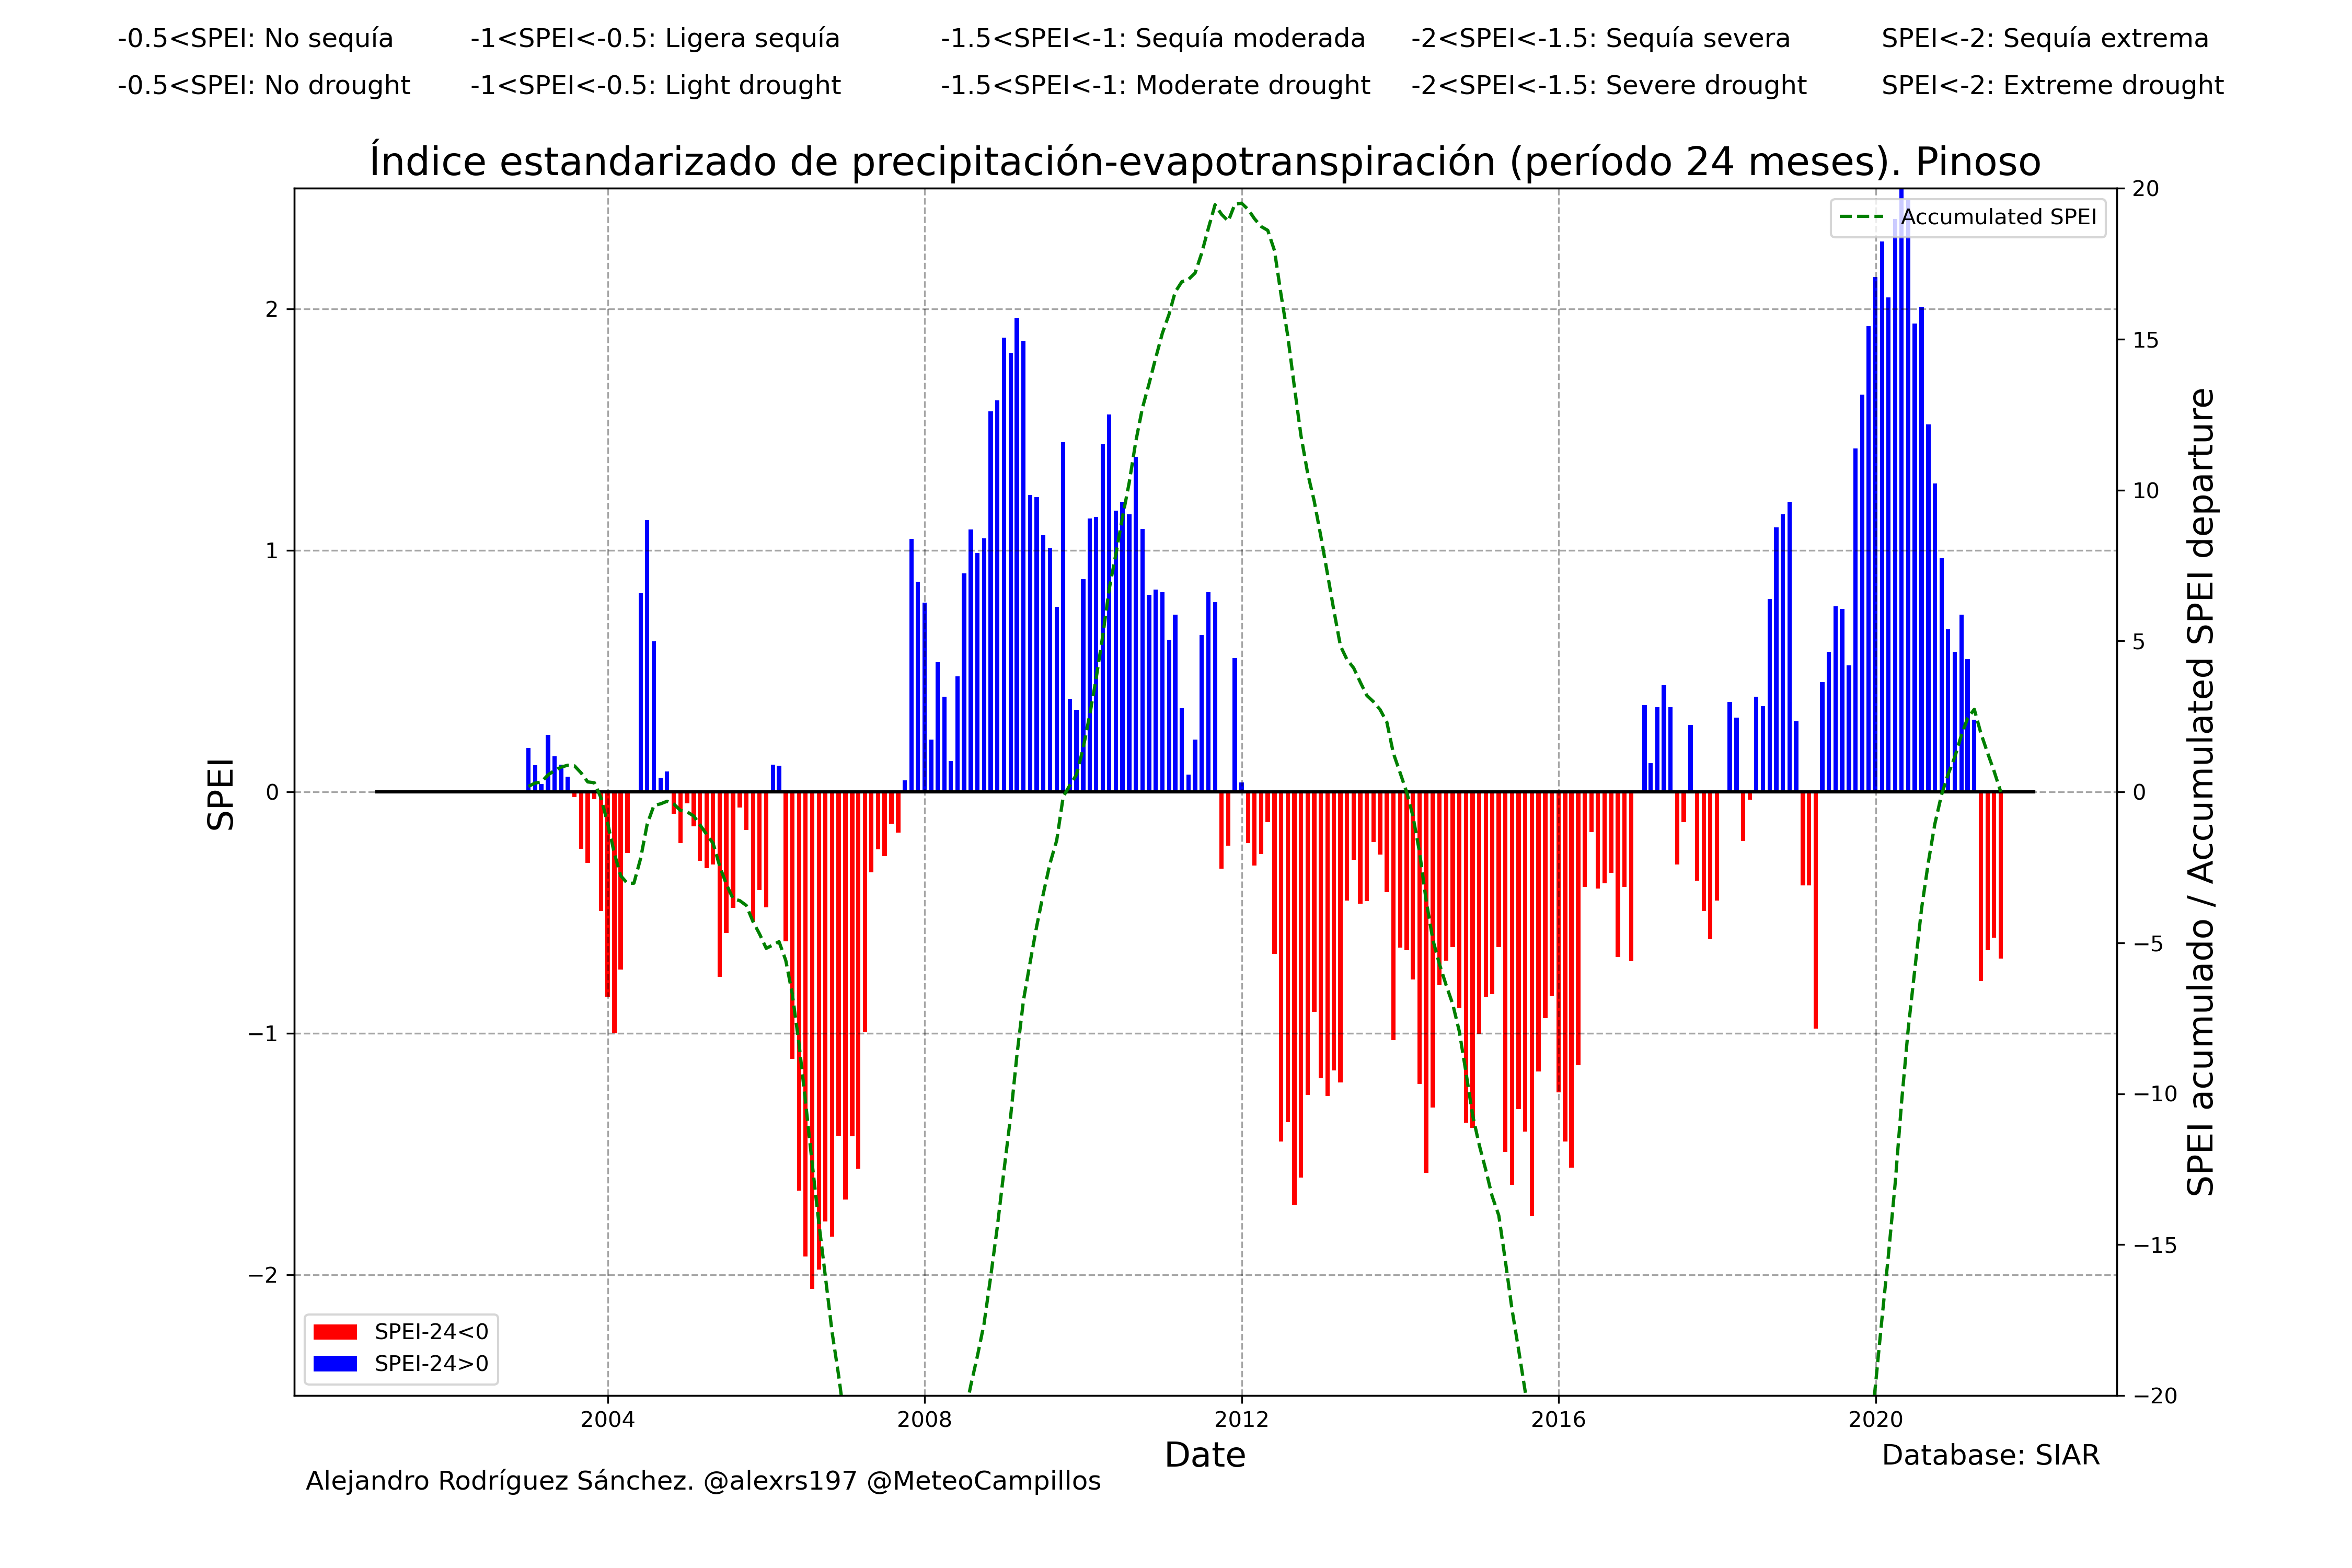 -0.5<SPEI: No sequía -1<SPEI<-0.5: Ligera sequía -1.5<SPEI<-1: Sequía moderada -2<SPEI<-1.5: Sequía severa SPEI<-2: Sequía extrema
-0.5<SPEI: No drought -1<SPEI<-0.5: Light drought -1.5<SPEI<-1: Moderate drought -2<SPEI<-1.5: Severe drought SPEI<-2: Extreme drought
Índice estandarizado de precipitación-evapotranspiración (período 24 meses). Pinoso
Accumulated SPEI
SPEI
2
1
0
−1
−2
20
15
10
5
0
−5
−10
−15
−20
SPEI acumulado / Accumulated SPEI departure
SPEI-24<0
SPEI-24>0
2004 2008 2012 2016 2020
Date
Database: SIAR
Alejandro Rodríguez Sánchez. @alexrs197 @MeteoCampillos